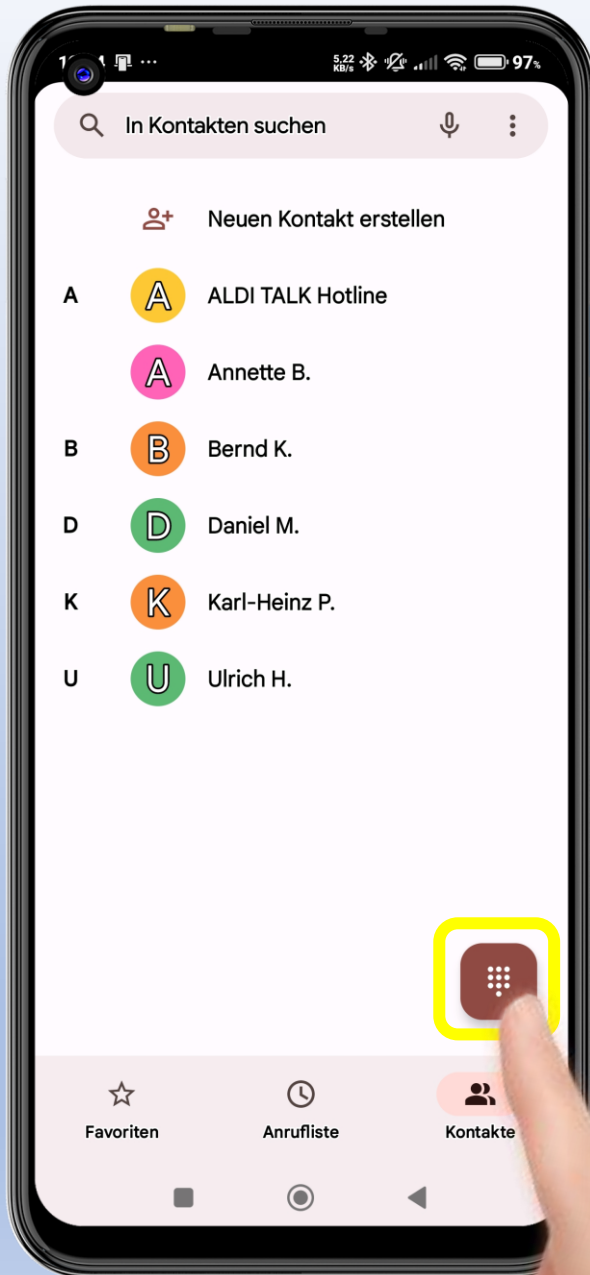 5,22
KB/s
97%
In Kontakten suchen
Neuen Kontakt erstellen
A A ALDI TALK Hotline
A Annette B.
B B Bernd K.
D D Daniel M.
K K Karl-Heinz P.
U U Ulrich H.
Favoriten Anrufliste Kontakte